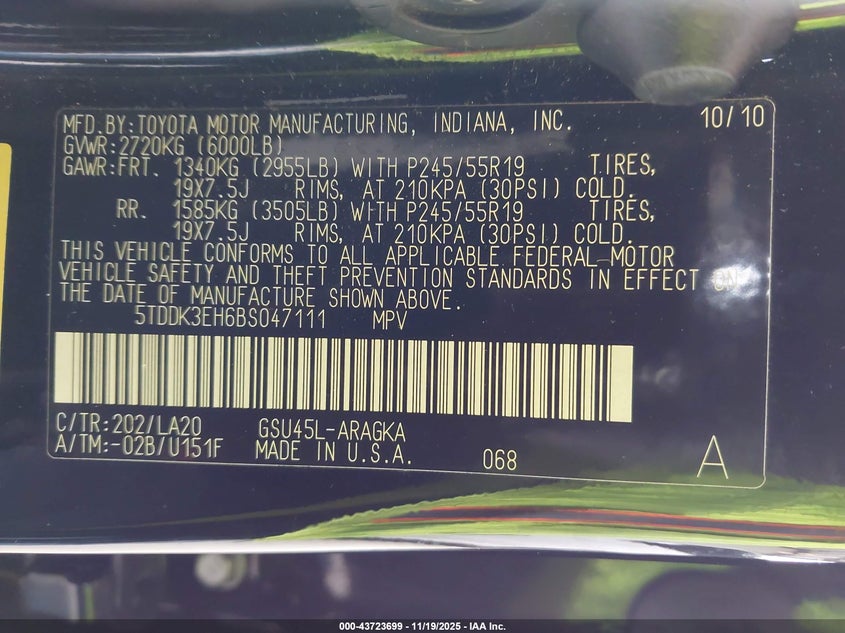 MFD.BY:TOYOTA MOTOR MANUFACTURING, INDIANA, INC. 10/10
GVWR:2720KG (6000LB)
GAWR:FRT. 1340KG (2955LB) WITH P245/55R19 TIRES,
19X7.5J RIMS, AT 210KPA (30PSI) COLD.
RR. 1585KG (3505LB) WITH P245/55R19 TIRES,
19X7.5J RIMS, AT 210KPA (30PSI) COLD.
THIS VEHICLE CONFORMS TO ALL APPLICABLE FEDERAL MOTOR
VEHICLE SAFETY AND THEFT PREVENTION STANDARDS IN EFFECT ON
THE DATE OF MANUFACTURE SHOWN ABOVE.
5TDDK3EH6BS047111 MPV
C/TR:202/LA20 GSU45L-ARAGKA
A/TM:-02B/U151F MADE IN U.S.A. 068 A
000-43723699 - 11/19/2025 - IAA Inc.